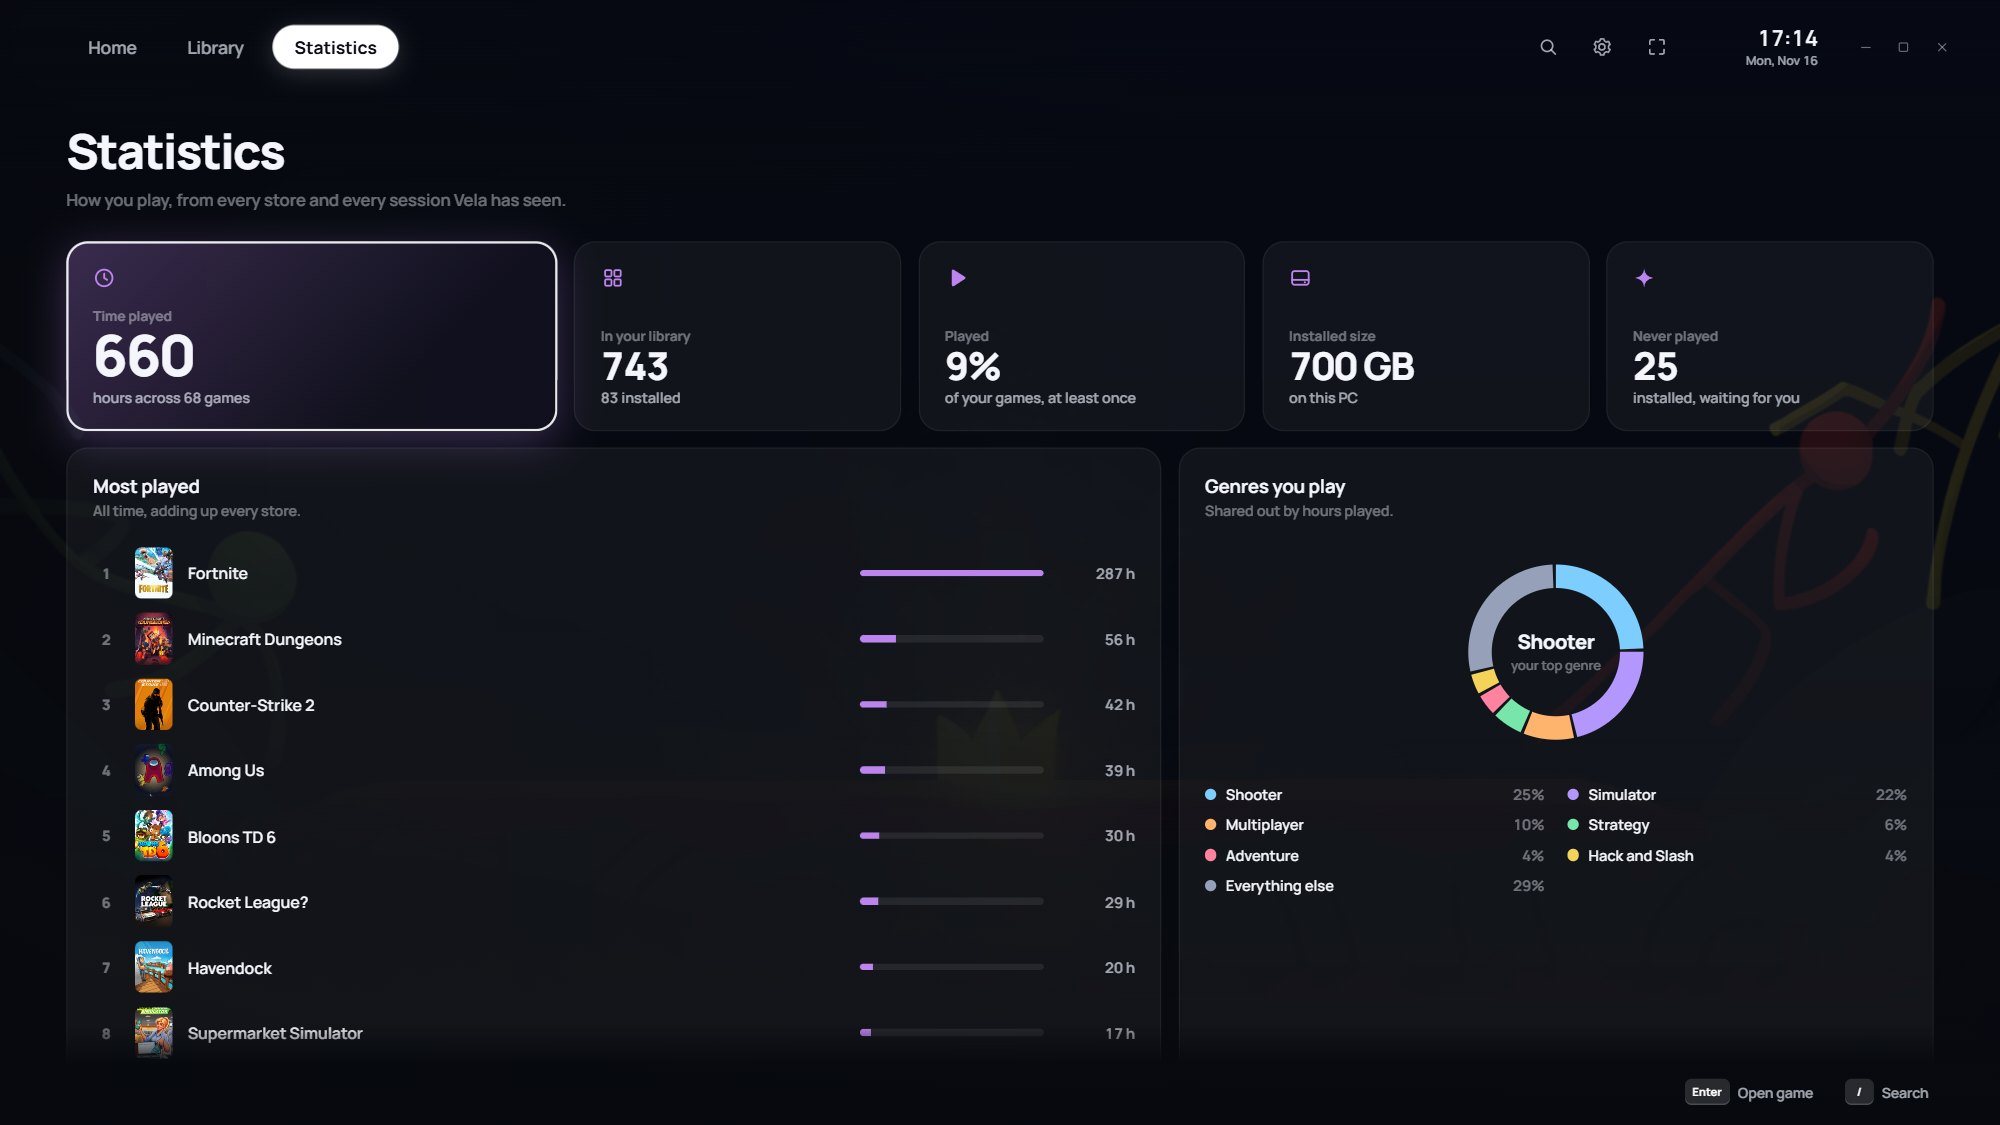 Home
Library
Statistics
17:14
Mon, Nov 16
Statistics
How you play, from every store and every session Vela has seen.
Time played
660
hours across 68 games
In your library
743
83 installed
Played
9%
of your games, at least once
Installed size
700 GB
on this PC
Never played
25
installed, waiting for you
Most played
All time, adding up every store.
1
FORTNITE
Fortnite
287 h
2
Minecraft Dungeons
56 h
3
Counter-Strike 2
42 h
4
Among Us
39 h
5
Bloons TD 6
30 h
6
ROCKET
LEAGUE
Rocket League?
29 h
7
HAVENDOCK
Havendock
20 h
8
Supermarket Simulator
17 h
Genres you play
Shared out by hours played.
Shooter
your top genre
Shooter 25%
Simulator 22%
Multiplayer 10%
Strategy 6%
Adventure 4%
Hack and Slash 4%
Everything else 29%
Enter Open game
/ Search